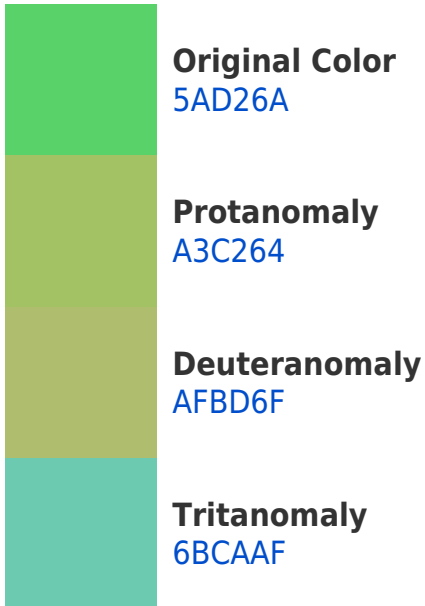 Original Color
5AD26A
Protanomaly
A3C264
Deuteranomaly
AFBD6F
Tritanomaly
6BCAAF